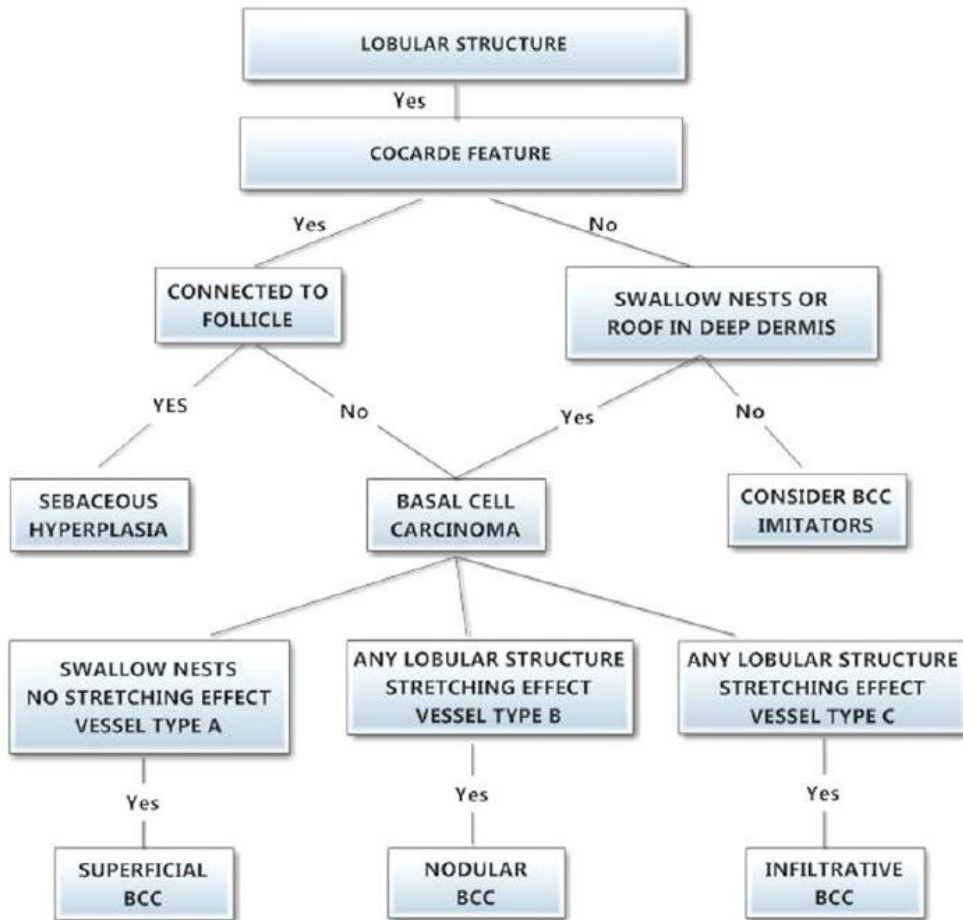 LOBULAR STRUCTURE
Yes
COCARDE FEATURE
Yes
No
CONNECTED TO
FOLLICLE
SWALLOW NESTS OR
ROOF IN DEEP DERMIS
YES
No
Yes
No
SEBACEOUS
HYPERPLASIA
BASAL CELL
CARCINOMA
CONSIDER BCC
IMITATORS
SWALLOW NESTS
NO STRETCHING EFFECT
VESSEL TYPE A
ANY LOBULAR STRUCTURE
STRETCHING EFFECT
VESSEL TYPE B
ANY LOBULAR STRUCTURE
STRETCHING EFFECT
VESSEL TYPE C
Yes
Yes
Yes
SUPERFICIAL
BCC
NODULAR
BCC
INFILTRATIVE
BCC